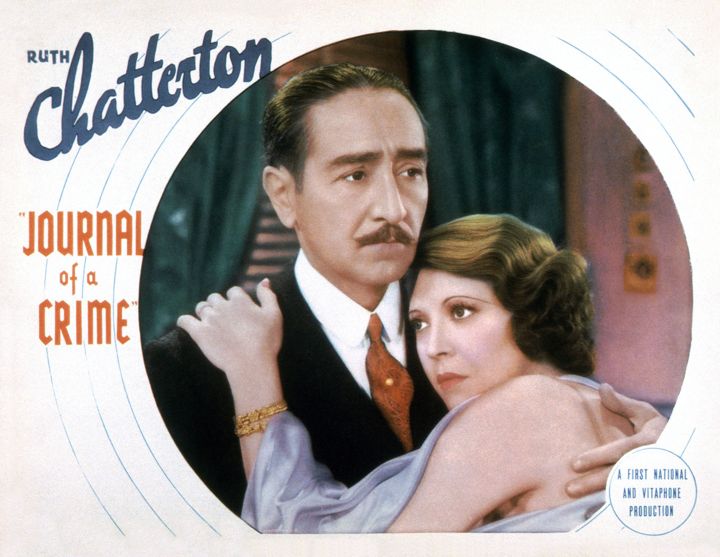 RUTH
Chatterton
"JOURNAL
of a
CRIME"
A FIRST NATIONAL
AND VITAPHONE
PRODUCTION